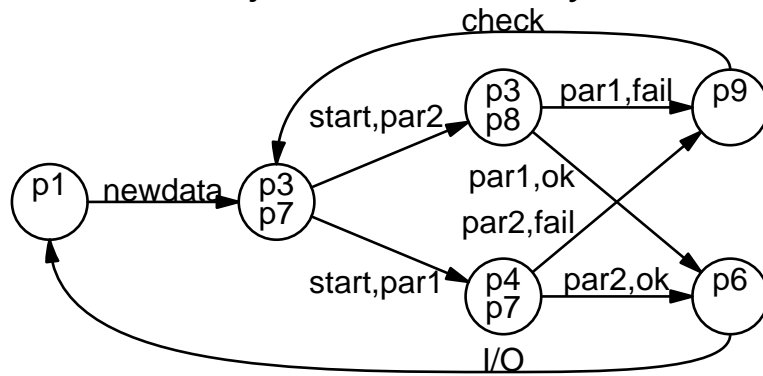 check
p3
p8
par1,fail
p9
start,par2
p1
newdata
p3
p7
par1,ok
par2,fail
start,par1
p4
p7
par2,ok
p6
I/O